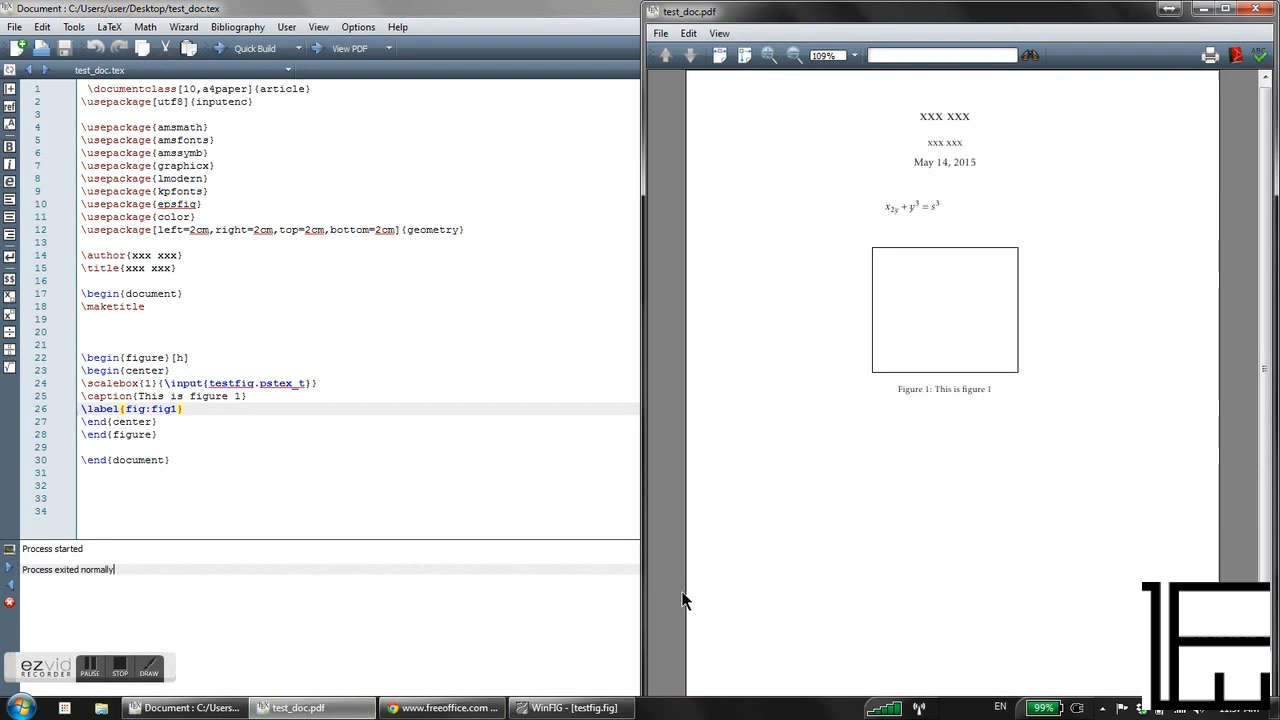 Document : C:/Users/user/Desktop/test_doc.tex
File Edit Tools LaTeX Math Wizard Bibliography User View Options Help
Quick Build View PDF
test_doc.tex
1 \documentclass[10,a4paper]{article}
2 \usepackage[utf8]{inputenc}
3
4 \usepackage{amsmath}
5 \usepackage{amsfonts}
6 \usepackage{amssymb}
7 \usepackage{graphicx}
8 \usepackage{lmodern}
9 \usepackage{kpfonts}
10 \usepackage{epsfig}
11 \usepackage{color}
12 \usepackage[left=2cm,right=2cm,top=2cm,bottom=2cm]{geometry}
13
14 \author{xxx xxx}
15 \title{xxx xxx}
16
17 \begin{document}
18 \maketitle
19
20
21
22 \begin{figure}[h]
23 \begin{center}
24 \scalebox{1}{\input{testfig.pstex_t}}
25 \caption{This is figure 1}
26 \label{fig:fig1}
27 \end{center}
28 \end{figure}
29
30 \end{document}
31
32
33
34
Process started
Process exited normally
ezvid
RECORDER
PAUSE STOP DRAW
test_doc.pdf
File Edit View
109%
xxx xxx
xxx xxx
May 14, 2015
x₂ᵧ + y³ = s³
Figure 1: This is figure 1
Document : C:/Users... test_doc.pdf www.freeoffice.com ... WinFIG - [testfig.fig] EN 99%